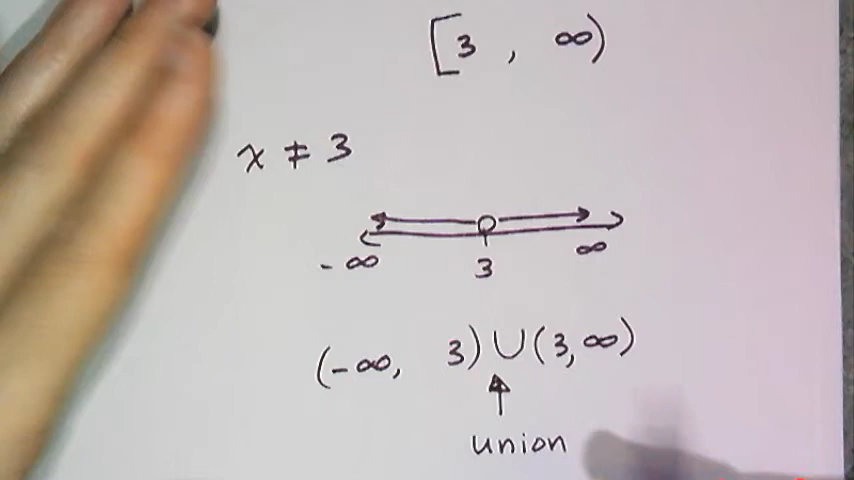 [3 , ∞)
x ≠ 3
- ∞ 3 ∞
(-∞, 3) ∪ (3, ∞)
union